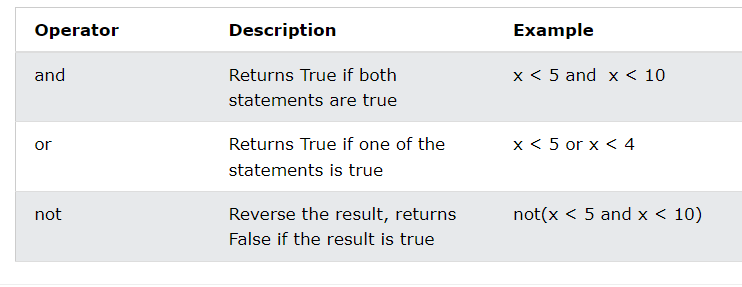 Operator Description Example
and Returns True if both x < 5 and  x < 10
statements are true
or Returns True if one of the x < 5 or x < 4
statements is true
not Reverse the result, returns not(x < 5 and x < 10)
False if the result is true